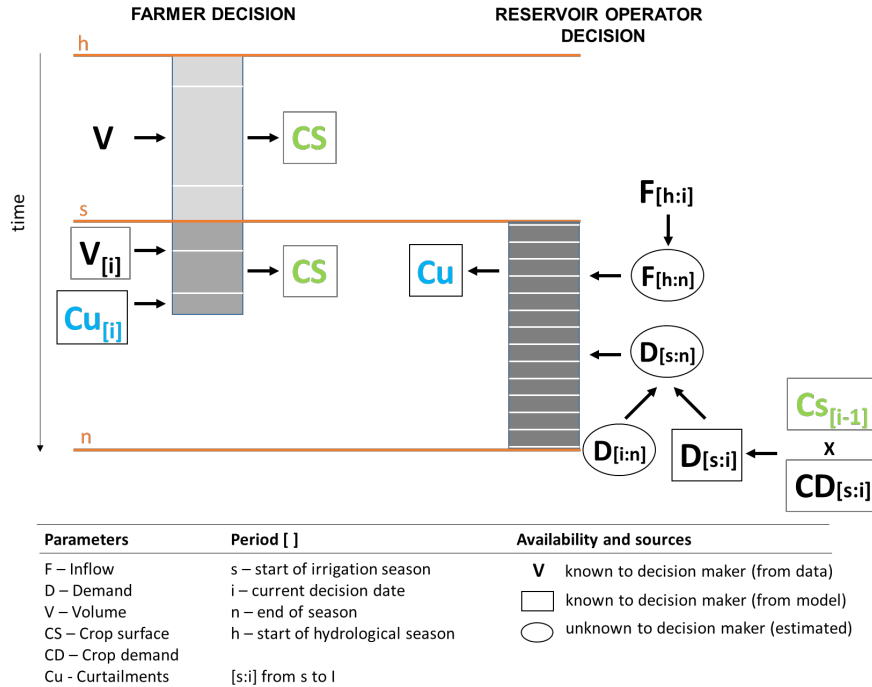 FARMER DECISION
RESERVOIR OPERATOR
DECISION
h
V
CS
time
s
F[h:i]
V[i]
CS
Cu
F[h:n]
Cu[i]
D[s:n]
Cs[i-1]
n
D[i:n]
D[s:i]
x
CD[s:i]
Parameters
F – Inflow
D – Demand
V – Volume
CS – Crop surface
CD – Crop demand
Cu - Curtailments
Period [ ]
s – start of irrigation season
i – current decision date
n – end of season
h – start of hydrological season
[s:i] from s to I
Availability and sources
V known to decision maker (from data)
known to decision maker (from model)
unknown to decision maker (estimated)